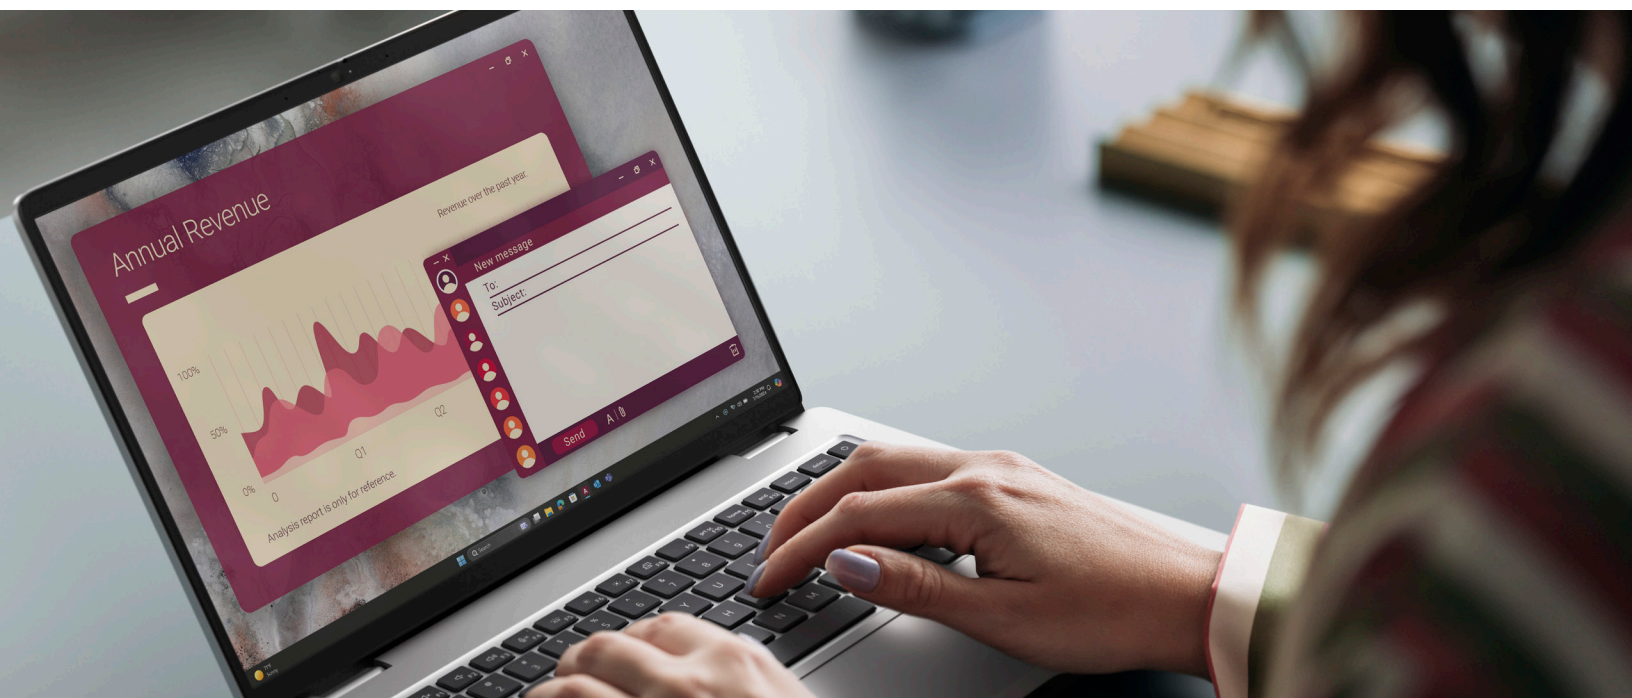 Annual Revenue
Revenue over the past year.
100%
50%
0%
0
Q1
Q2
Analysis report is only for reference.
New message
To:
Subject:
Send
A
Search
Y
U
H
N
M